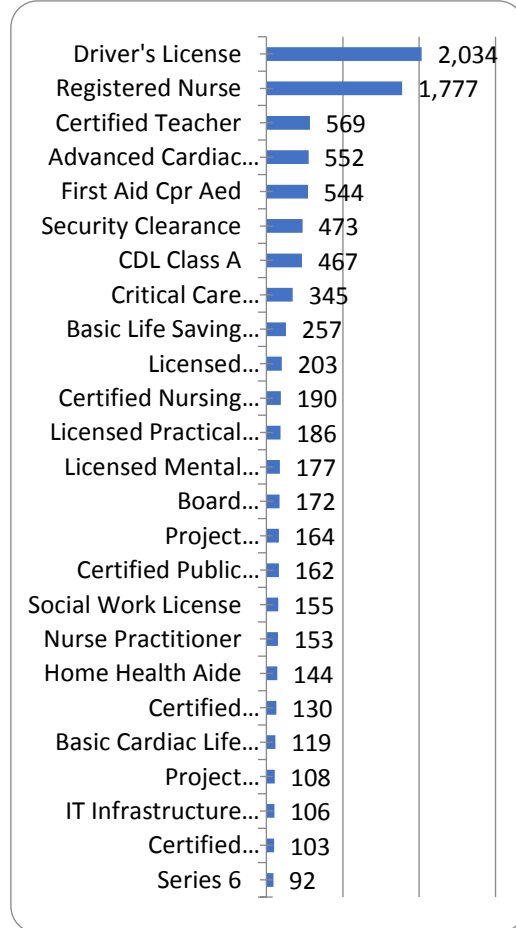 Driver's License 2,034
Registered Nurse 1,777
Certified Teacher 569
Advanced Cardiac... 552
First Aid Cpr Aed 544
Security Clearance 473
CDL Class A 467
Critical Care... 345
Basic Life Saving... 257
Licensed... 203
Certified Nursing... 190
Licensed Practical... 186
Licensed Mental... 177
Board... 172
Project... 164
Certified Public... 162
Social Work License 155
Nurse Practitioner 153
Home Health Aide 144
Certified... 130
Basic Cardiac Life... 119
Project... 108
IT Infrastructure... 106
Certified... 103
Series 6 92